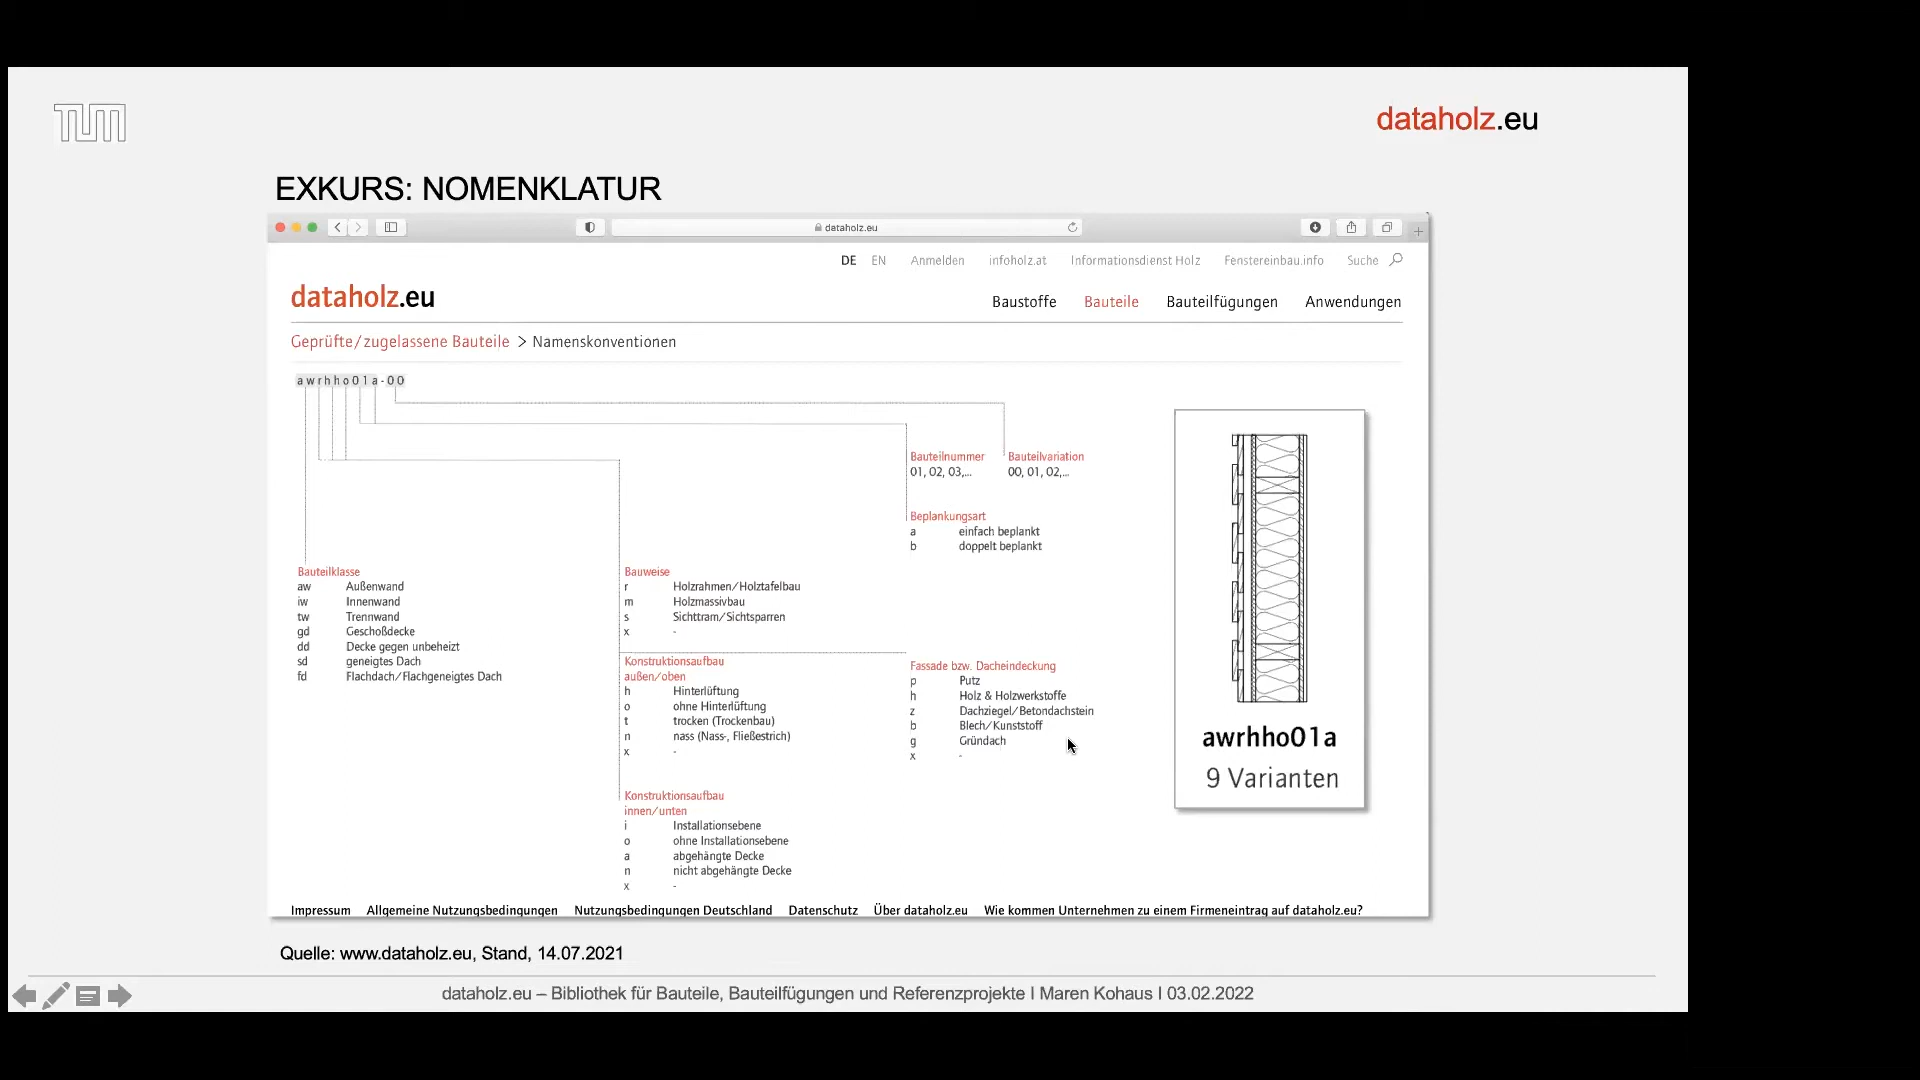 TUM
dataholz.eu
EXKURS: NOMENKLATUR
dataholz.eu
DE EN Anmelden infoholz.at Informationsdienst Holz Fenstereinbau.info Suche
dataholz.eu
Baustoffe Bauteile Bauteilfügungen Anwendungen
Geprüfte/zugelassene Bauteile > Namenskonventionen
awrhho01a-00
Bauteilnummer
01, 02, 03,...
Bauteilvariation
00, 01, 02,...
Beplankungsart
a einfach beplankt
b doppelt beplankt
Bauteilklasse
aw Außenwand
iw Innenwand
tw Trennwand
gd Geschoßdecke
dd Decke gegen unbeheizt
sd geneigtes Dach
fd Flachdach/Flachgeneigtes Dach
Bauweise
r Holzrahmen/Holztafelbau
m Holzmassivbau
s Sichttram/Sichtsparren
x -
Konstruktionsaufbau
außen/oben
h Hinterlüftung
o ohne Hinterlüftung
t trocken (Trockenbau)
n nass (Nass-, Fließestrich)
x -
Fassade bzw. Dacheindeckung
p Putz
h Holz & Holzwerkstoffe
z Dachziegel/Betondachstein
b Blech/Kunststoff
g Gründach
x -
Konstruktionsaufbau
innen/unten
i Installationsebene
o ohne Installationsebene
a abgehängte Decke
n nicht abgehängte Decke
x -
awrhho01a
9 Varianten
Impressum Allgemeine Nutzungsbedingungen Nutzungsbedingungen Deutschland Datenschutz Über dataholz.eu Wie kommen Unternehmen zu einem Firmeneintrag auf dataholz.eu?
Quelle: www.dataholz.eu, Stand, 14.07.2021
dataholz.eu – Bibliothek für Bauteile, Bauteilfügungen und Referenzprojekte I Maren Kohaus I 03.02.2022